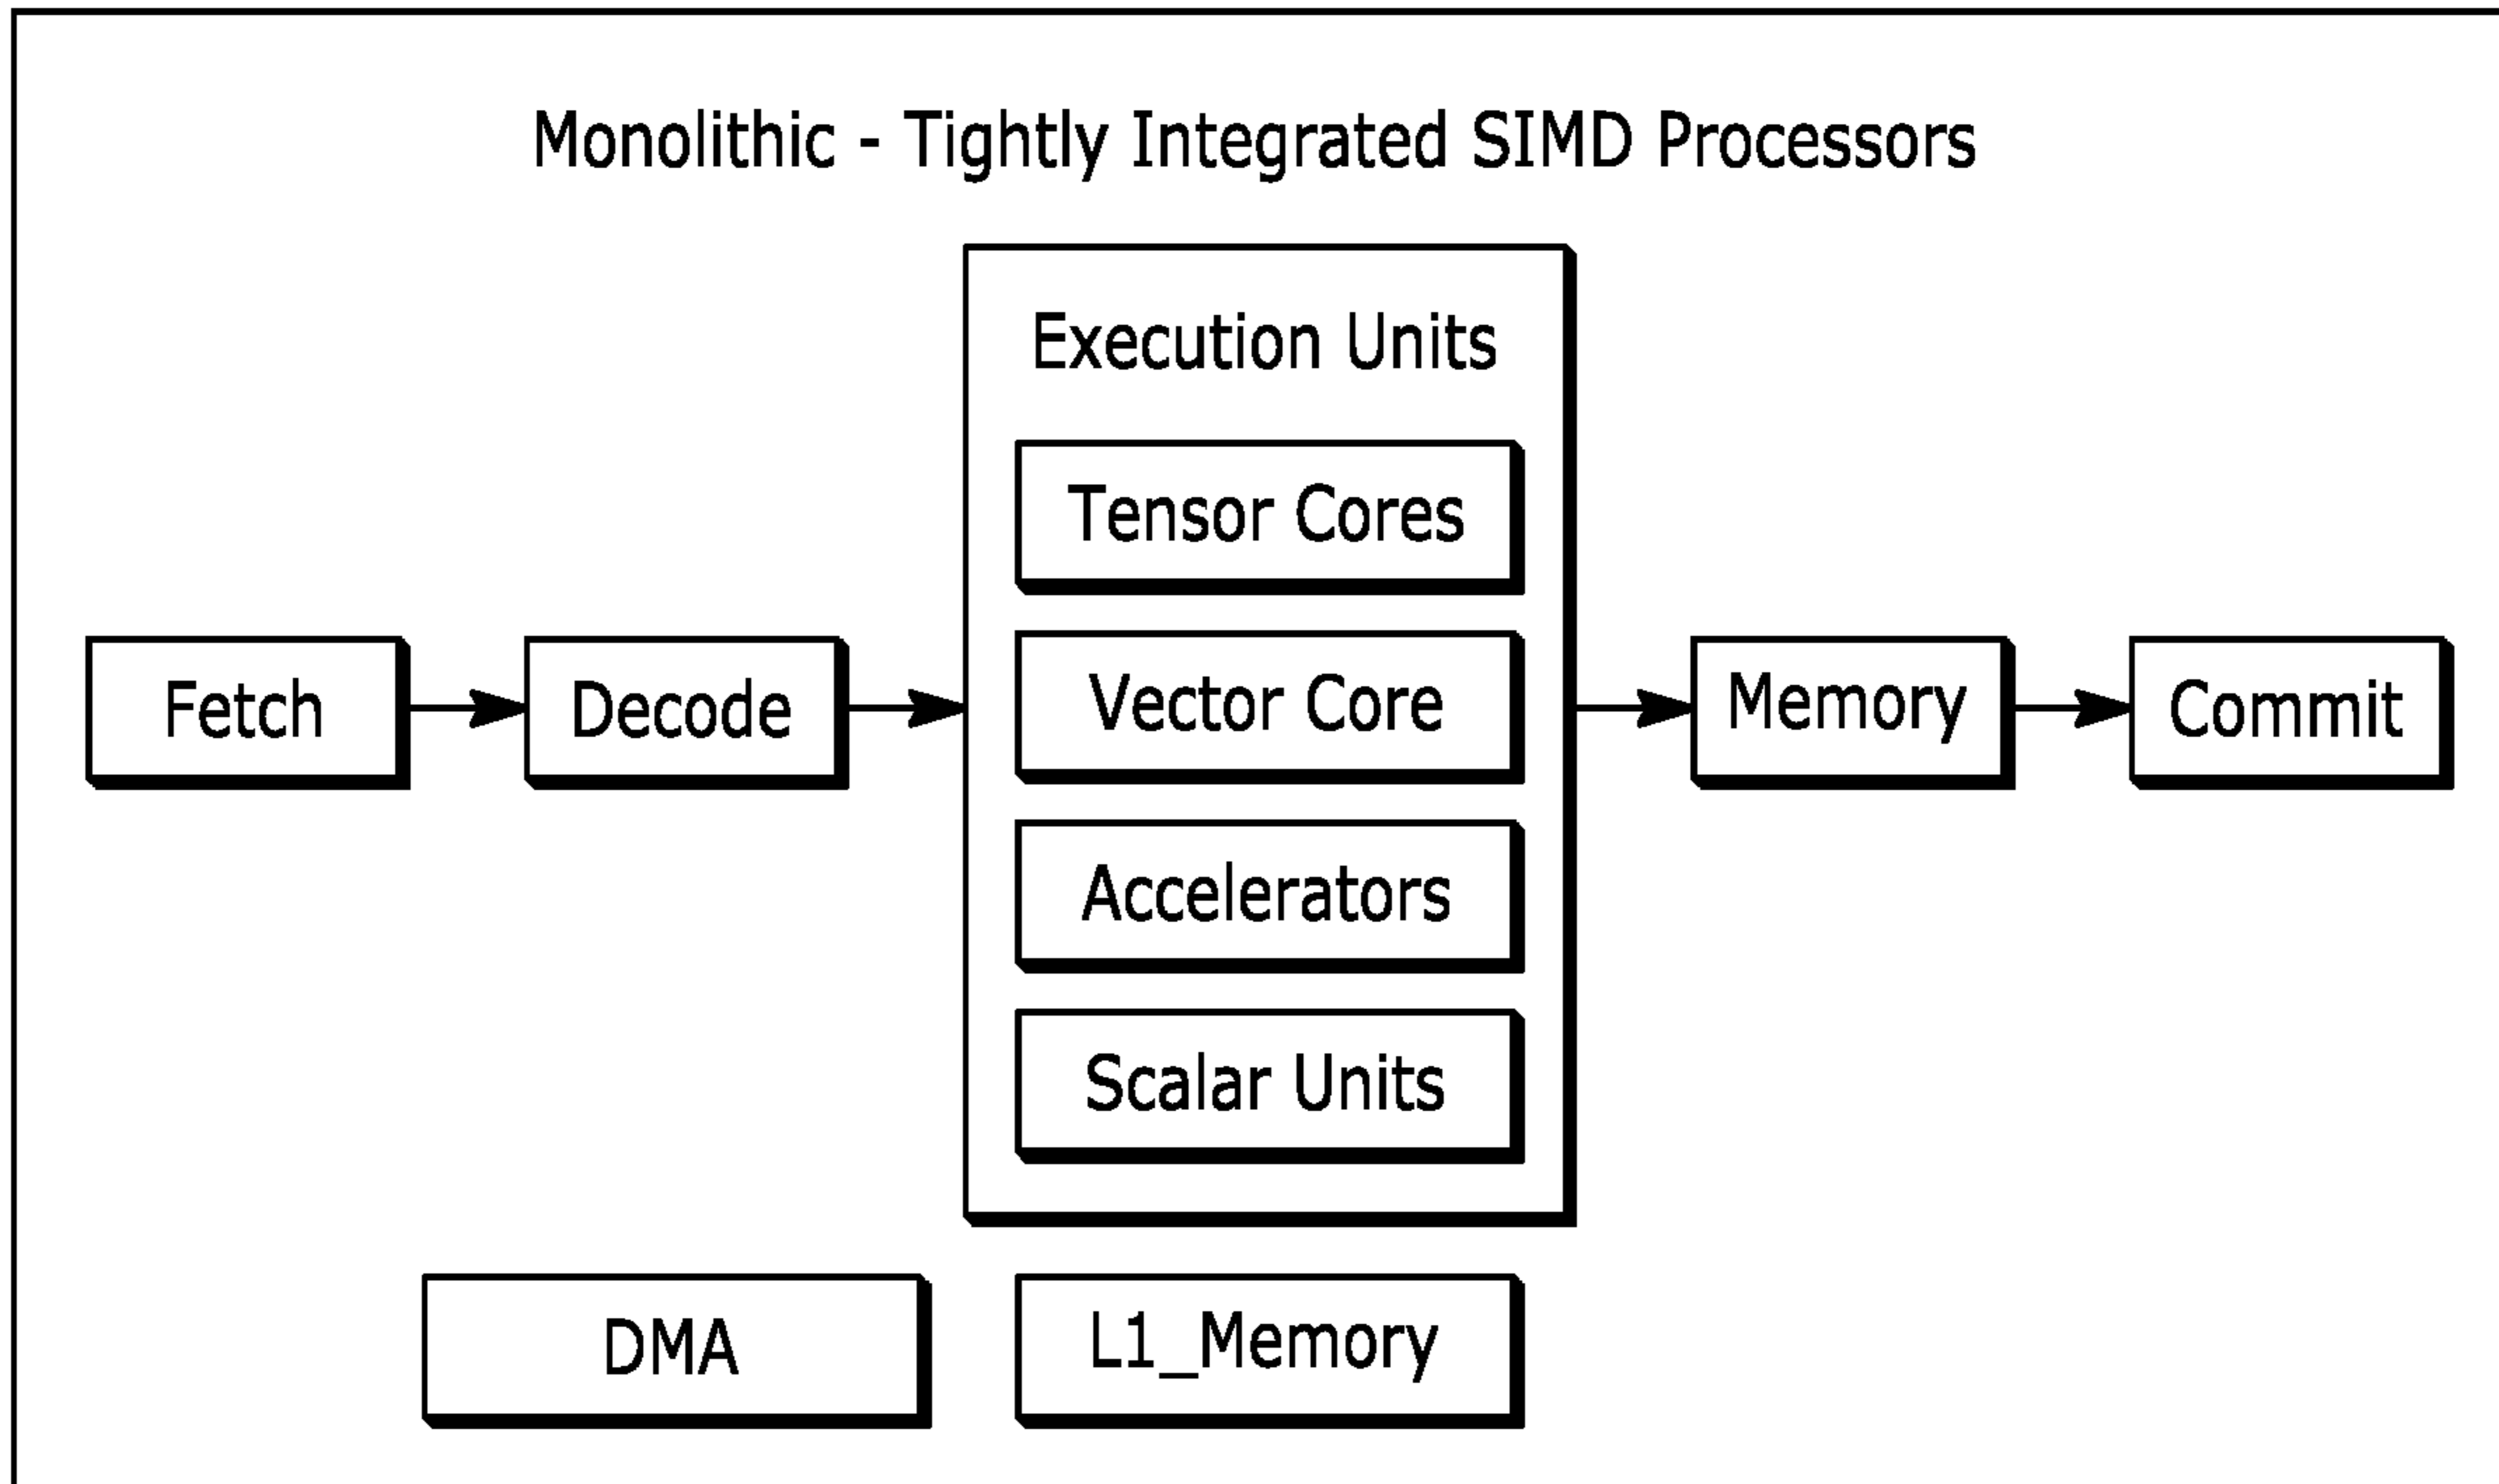 Monolithic - Tightly Integrated SIMD Processors
Execution Units
Tensor Cores
Vector Core
Accelerators
Scalar Units
Fetch
Decode
Memory
Commit
DMA
L1_Memory